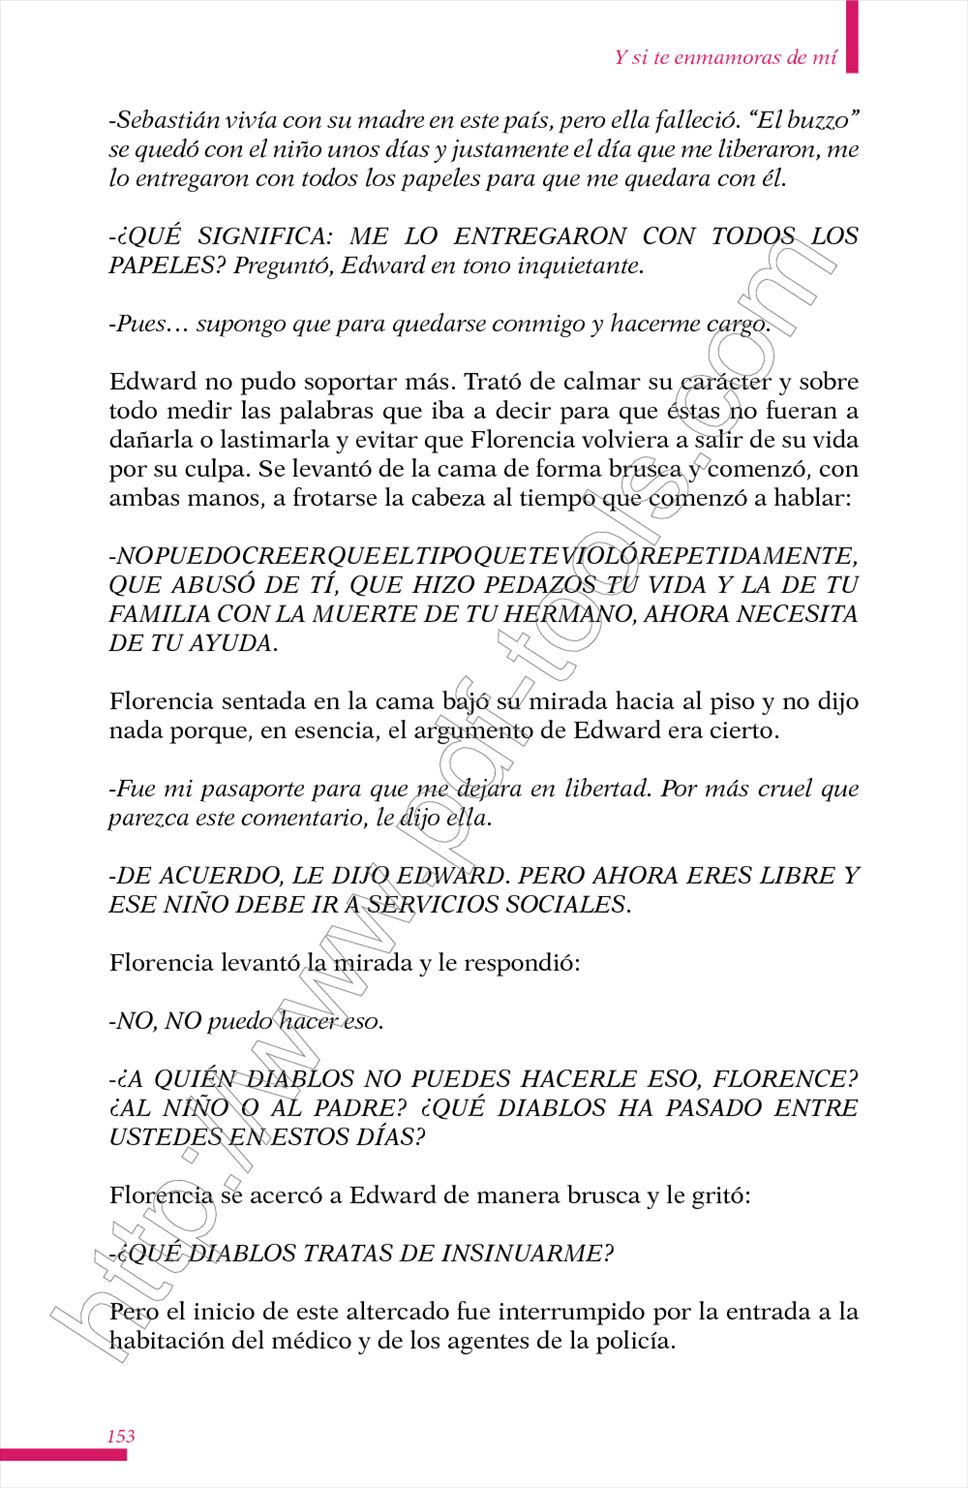 Y si te enmamoras de mí
-Sebastián vivía con su madre en este país, pero ella falleció. “El buzzo”
se quedó con el niño unos días y justamente el día que me liberaron, me
lo entregaron con todos los papeles para que me quedara con él.
-¿QUÉ SIGNIFICA: ME LO ENTREGARON CON TODOS LOS
PAPELES? Preguntó, Edward en tono inquietante.
-Pues… supongo que para quedarse conmigo y hacerme cargo.
Edward no pudo soportar más. Trató de calmar su carácter y sobre
todo medir las palabras que iba a decir para que éstas no fueran a
dañarla o lastimarla y evitar que Florencia volviera a salir de su vida
por su culpa. Se levantó de la cama de forma brusca y comenzó, con
ambas manos, a frotarse la cabeza al tiempo que comenzó a hablar:
-NO PUEDO CREER QUE EL TIPO QUE TE VIOLÓ REPETIDAMENTE,
QUE ABUSÓ DE TÍ, QUE HIZO PEDAZOS TU VIDA Y LA DE TU
FAMILIA CON LA MUERTE DE TU HERMANO, AHORA NECESITA
DE TU AYUDA.
Florencia sentada en la cama bajó su mirada hacia al piso y no dijo
nada porque, en esencia, el argumento de Edward era cierto.
-Fue mi pasaporte para que me dejara en libertad. Por más cruel que
parezca este comentario, le dijo ella.
-DE ACUERDO, LE DIJO EDWARD. PERO AHORA ERES LIBRE Y
ESE NIÑO DEBE IR A SERVICIOS SOCIALES.
Florencia levantó la mirada y le respondió:
-NO, NO puedo hacer eso.
-¿A QUIÉN DIABLOS NO PUEDES HACERLE ESO, FLORENCE?
¿AL NIÑO O AL PADRE? ¿QUÉ DIABLOS HA PASADO ENTRE
USTEDES EN ESTOS DÍAS?
Florencia se acercó a Edward de manera brusca y le gritó:
-¿QUÉ DIABLOS TRATAS DE INSINUARME?
Pero el inicio de este altercado fue interrumpido por la entrada a la
habitación del médico y de los agentes de la policía.
153
http://www.pdf-tools.com